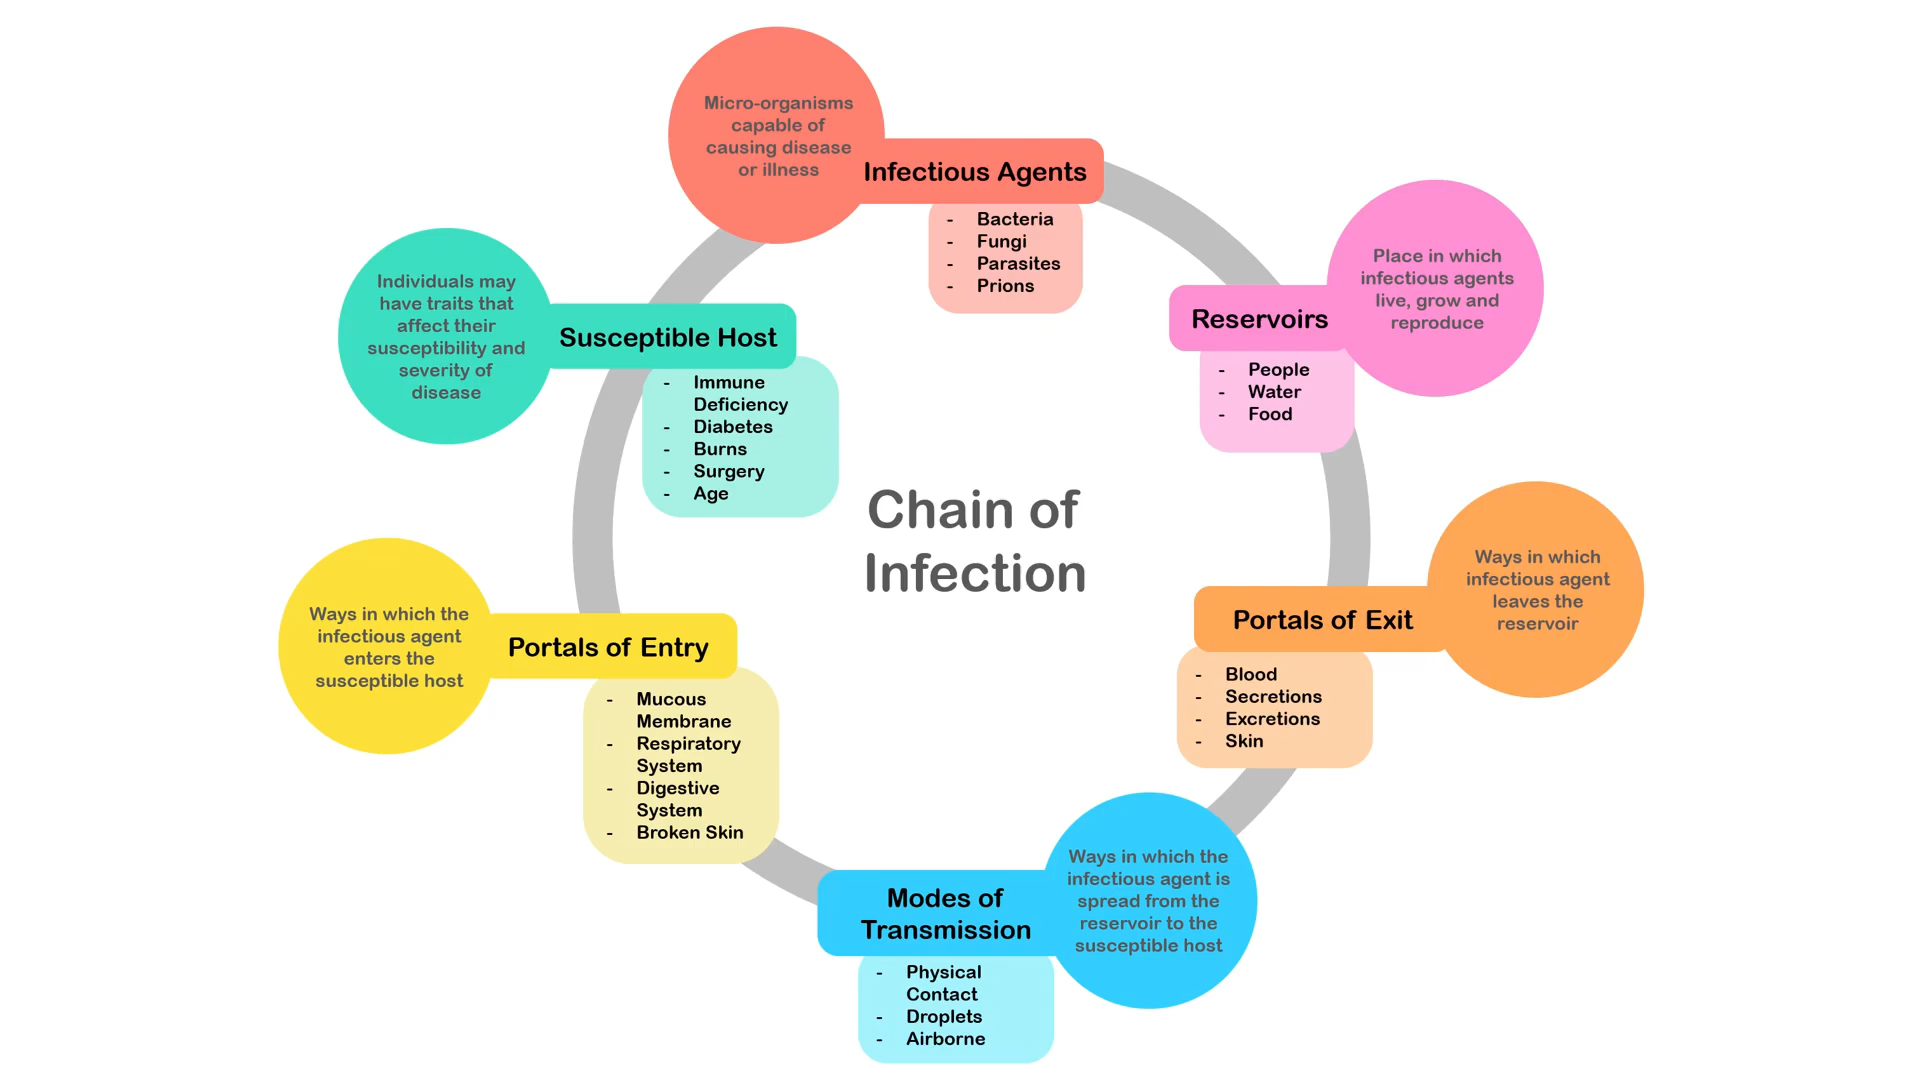 Micro-organisms
capable of
causing disease
or illness
Infectious Agents
- Bacteria
- Fungi
- Parasites
- Prions
Place in which
infectious agents
live, grow and
reproduce
Reservoirs
- People
- Water
- Food
Ways in which
infectious agent
leaves the
reservoir
Portals of Exit
- Blood
- Secretions
- Excretions
- Skin
Ways in which the
infectious agent is
spread from the
reservoir to the
susceptible host
Modes of
Transmission
- Physical
Contact
- Droplets
- Airborne
Ways in which the
infectious agent
enters the
susceptible host
Portals of Entry
- Mucous
Membrane
- Respiratory
System
- Digestive
System
- Broken Skin
Individuals may
have traits that
affect their
susceptibility and
severity of
disease
Susceptible Host
- Immune
Deficiency
- Diabetes
- Burns
- Surgery
- Age
Chain of
Infection